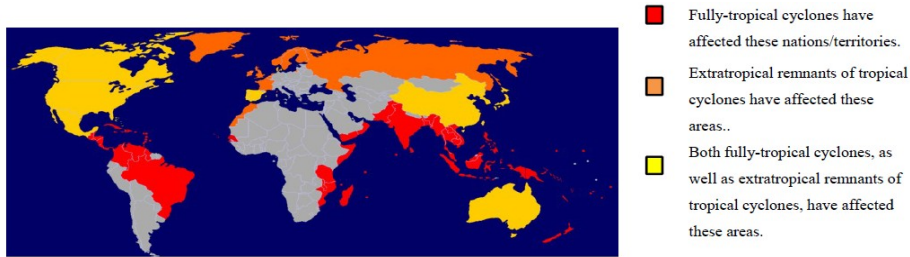 Fully-tropical cyclones have
affected these nations/territories.
Extratropical remnants of tropical
cyclones have affected these
areas..
Both fully-tropical cyclones, as
well as extratropical remnants of
tropical cyclones, have affected
these areas.